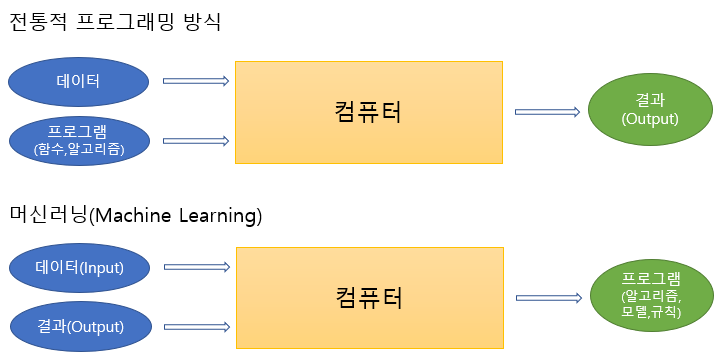 전통적 프로그래밍 방식
데이터
프로그램
(함수,알고리즘)
컴퓨터
결과
(Output)
머신러닝(Machine Learning)
데이터(Input)
결과(Output)
컴퓨터
프로그램
(알고리즘,
모델,규칙)